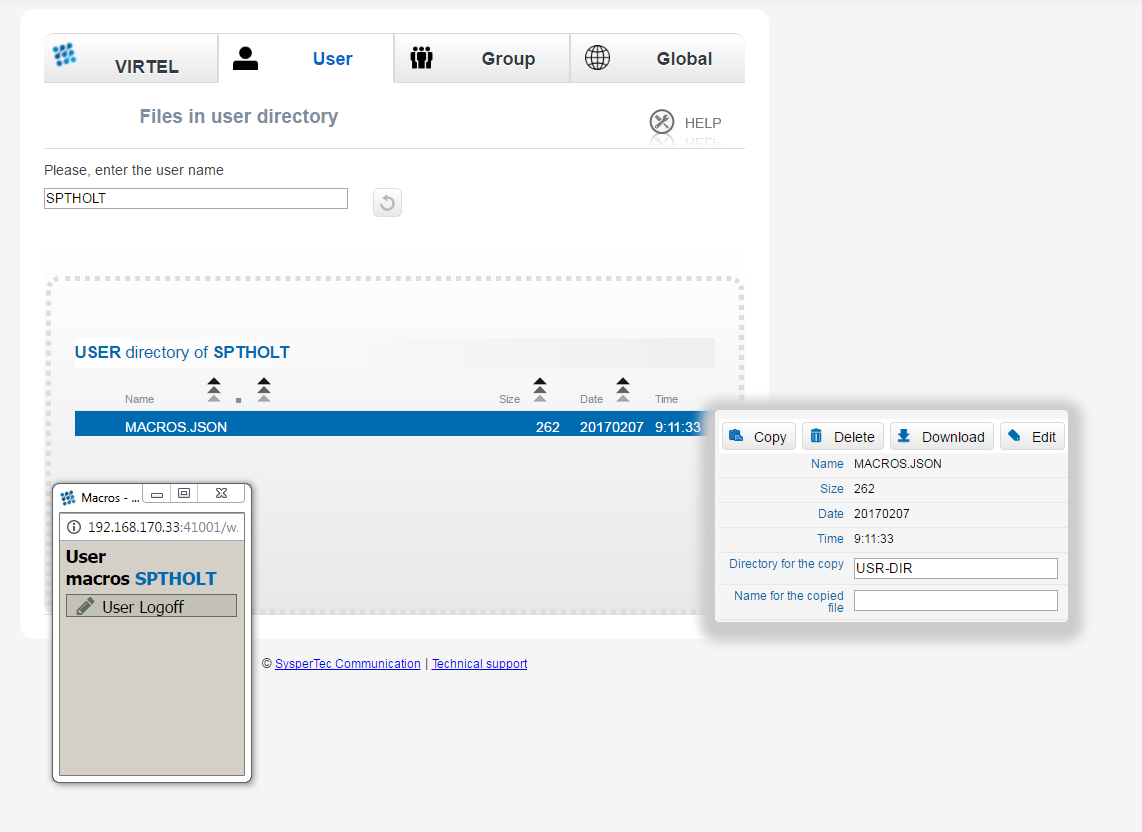 VIRTEL
User
Group
Global
Files in user directory
HELP
Please, enter the user name
SPTHOLT
USER directory of SPTHOLT
Name
Size
Date
Time
MACROS.JSON 262 20170207 9:11:33
Copy
Delete
Download
Edit
Name MACROS.JSON
Size 262
Date 20170207
Time 9:11:33
Directory for the copy USR-DIR
Name for the copied
file
Macros - ...
192.168.170.33:41001/w.
User
macros SPTHOLT
User Logoff
© SysperTec Communication | Technical support